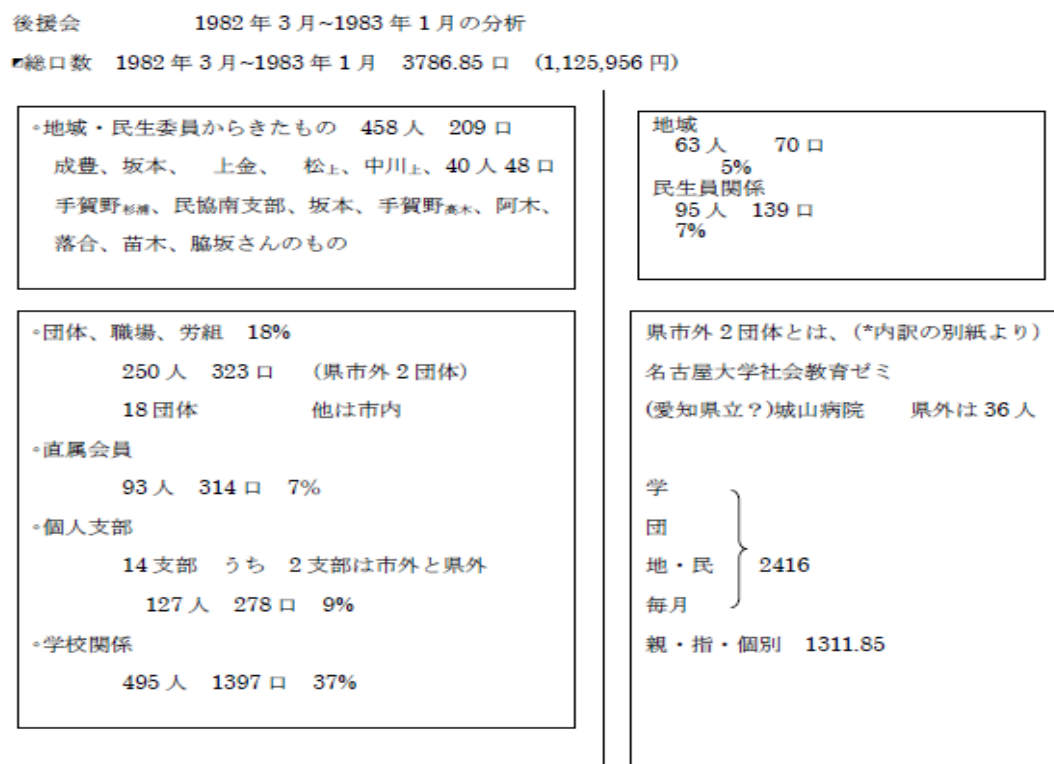 後援会 1982年3月~1983年1月の分析
総口数 1982年3月~1983年1月 3786.85口 (1,125,956円)
◦地域・民生委員からきたもの 458人 209口
成豊、坂本、 上金、 松上、中川上、40人48口
手賀野杉浦、民協南支部、坂本、手賀野高木、阿木、
落合、苗木、脇坂さんのもの
地域
63人 70口
5%
民生員関係
95人 139口
7%
◦団体、職場、労組 18%
250人 323口 (県市外2団体)
18団体 他は市内
◦直属会員
93人 314口 7%
◦個人支部
14支部 うち 2支部は市外と県外
127人 278口 9%
◦学校関係
495人 1397口 37%
県市外2団体とは、(*内訳の別紙より)
名古屋大学社会教育ゼミ
(愛知県立？)城山病院 県外は36人
学
団
地・民 2416
毎月
親・指・個別 1311.85